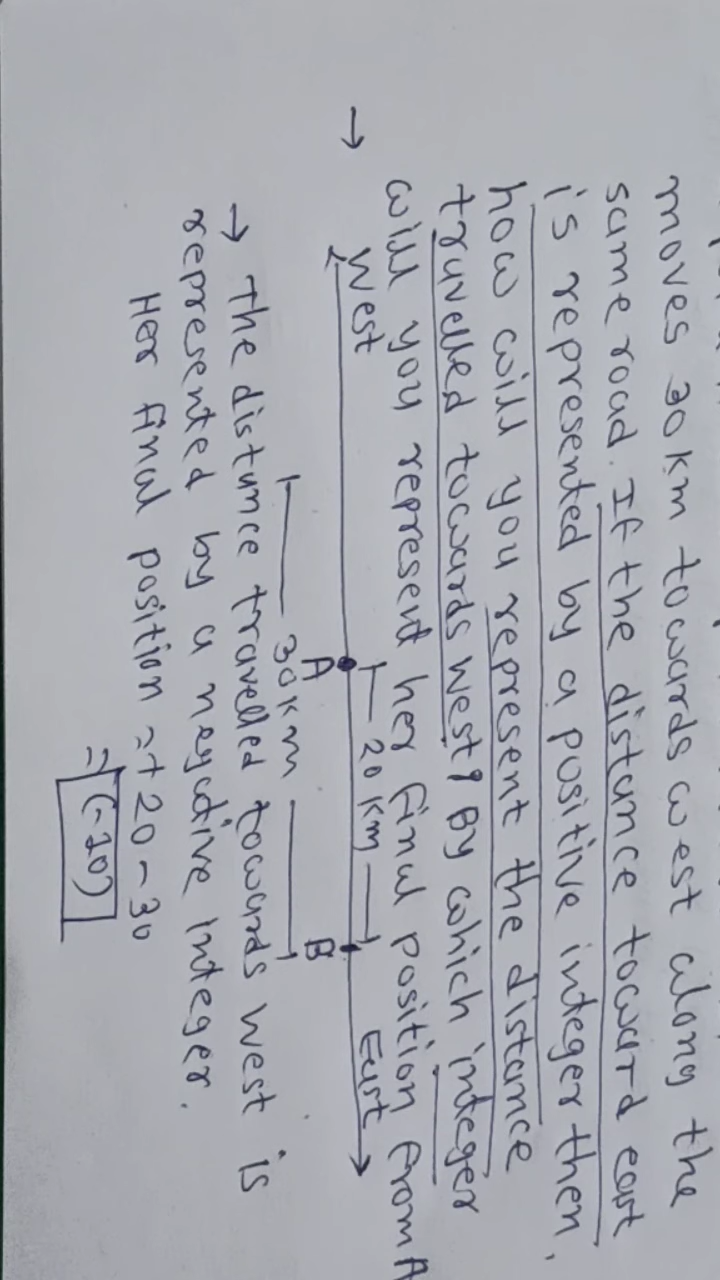 moves 30 km towards west along the
same road. If the distance toward east
is represented by a positive integer then,
how will you represent the distance
travelled towards west? By which integer
will you represent her final position from A
→
West
East
20 km
A
B
30 km
→ The distance travelled towards west is
represented by a negative integer.
Her final position = + 20 - 30
= (-10)